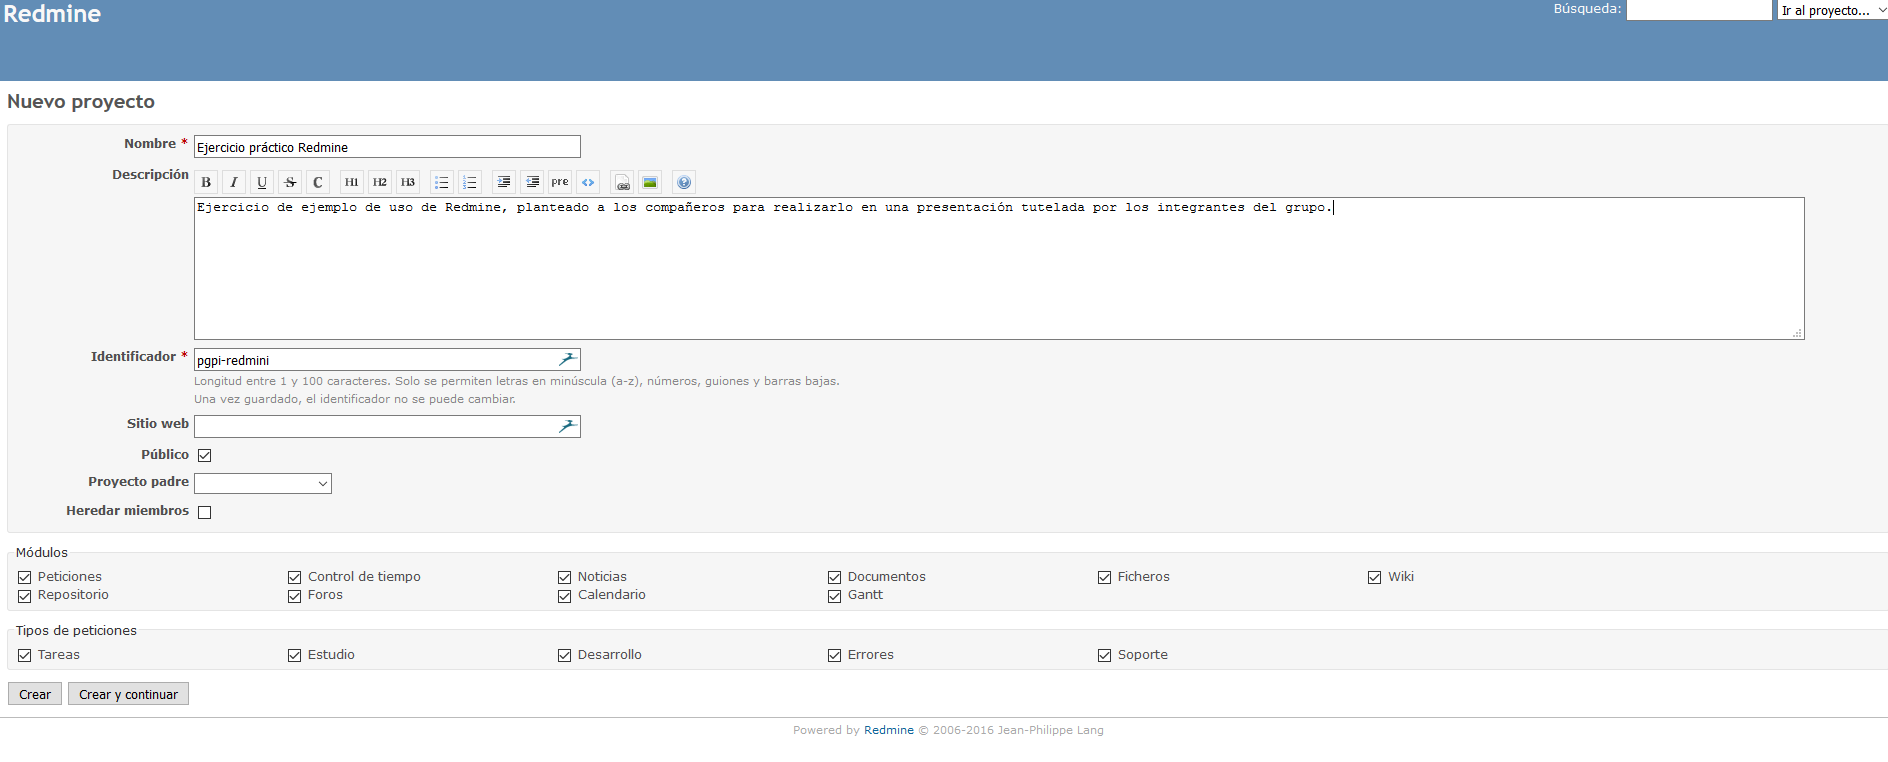 Redmine
Búsqueda:
Ir al proyecto...
Nuevo proyecto
Nombre *
Ejercicio práctico Redmine
Descripción
B I U S C H1 H2 H3 pre <> ?
Ejercicio de ejemplo de uso de Redmine, planteado a los compañeros para realizarlo en una presentación tutelada por los integrantes del grupo.
Identificador *
pgpi-redmini
Longitud entre 1 y 100 caracteres. Solo se permiten letras en minúscula (a-z), números, guiones y barras bajas.
Una vez guardado, el identificador no se puede cambiar.
Sitio web
Público
Proyecto padre
Heredar miembros
Módulos
Peticiones Control de tiempo Noticias Documentos Ficheros Wiki
Repositorio Foros Calendario Gantt
Tipos de peticiones
Tareas Estudio Desarrollo Errores Soporte
Crear Crear y continuar
Powered by Redmine © 2006-2016 Jean-Philippe Lang